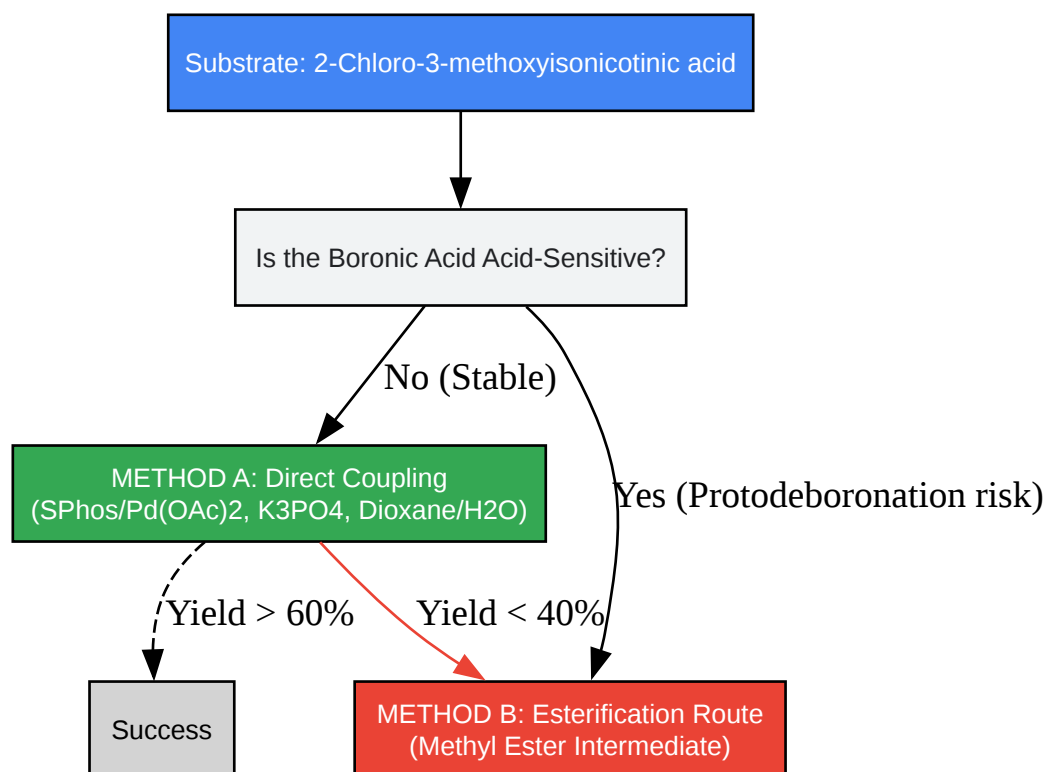 Substrate: 2-Chloro-3-methoxyisonicotinic acid
Is the Boronic Acid Acid-Sensitive?
No (Stable)
METHOD A: Direct Coupling
(SPhos/Pd(OAc)2, K3PO4, Dioxane/H2O)
Yes (Protodeboronation risk)
Yield > 60%
Yield < 40%
Success
METHOD B: Esterification Route
(Methyl Ester Intermediate)